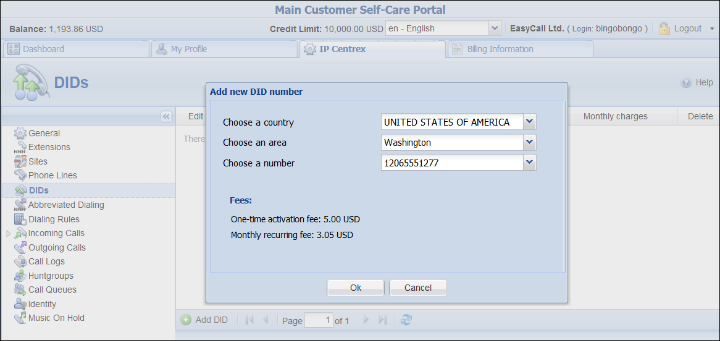 Main Customer Self-Care Portal
Balance: 1,193.86 USD Credit Limit: 10,000.00 USD en - English EasyCall Ltd. ( Login: bingobongo ) Logout
Dashboard My Profile IP Centrex Billing Information
DIDs Help
Add new DID number
Edit Monthly charges Delete
There
Choose a country UNITED STATES OF AMERICA
Choose an area Washington
Choose a number 12065551277
Fees:
One-time activation fee: 5.00 USD
Monthly recurring fee: 3.05 USD
Ok Cancel
General
Extensions
Sites
Phone Lines
DIDs
Abbreviated Dialing
Dialing Rules
Incoming Calls
Outgoing Calls
Call Logs
Huntgroups
Call Queues
Identity
Music On Hold
Add DID Page 1 of 1